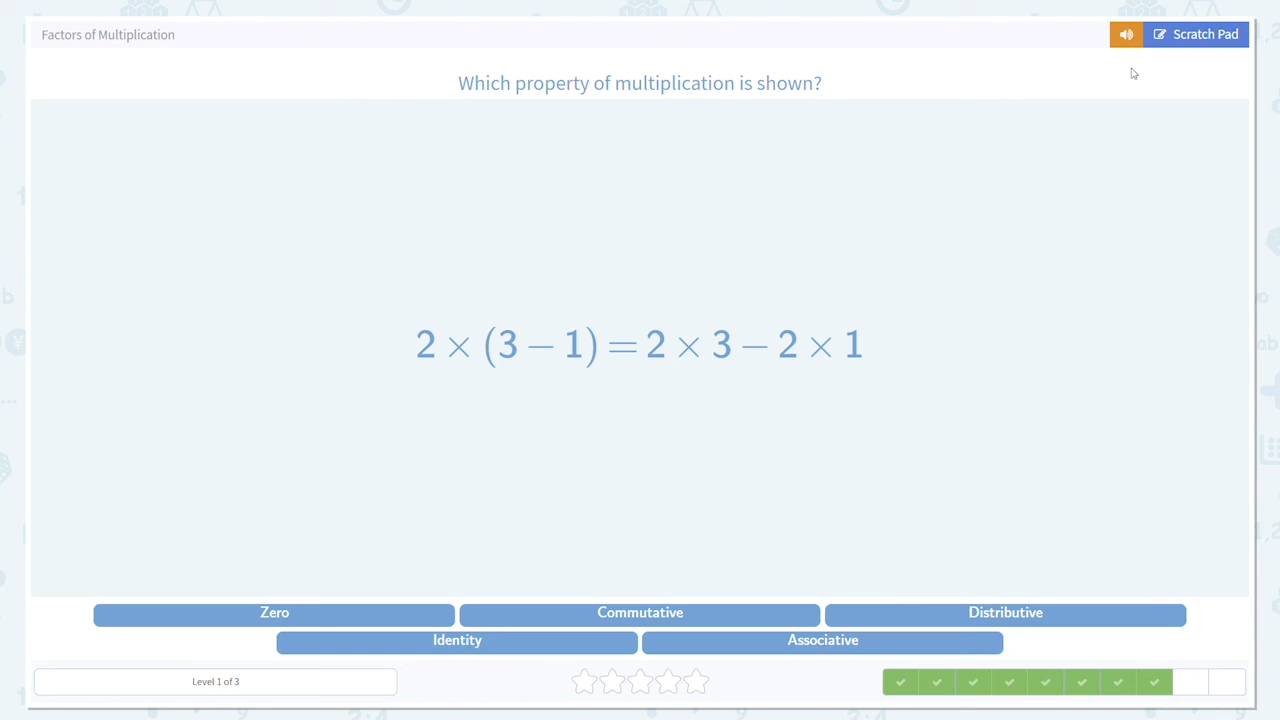 Factors of Multiplication
Scratch Pad
Which property of multiplication is shown?
2 × (3 − 1) = 2 × 3 − 2 × 1
Zero
Commutative
Distributive
Identity
Associative
Level 1 of 3